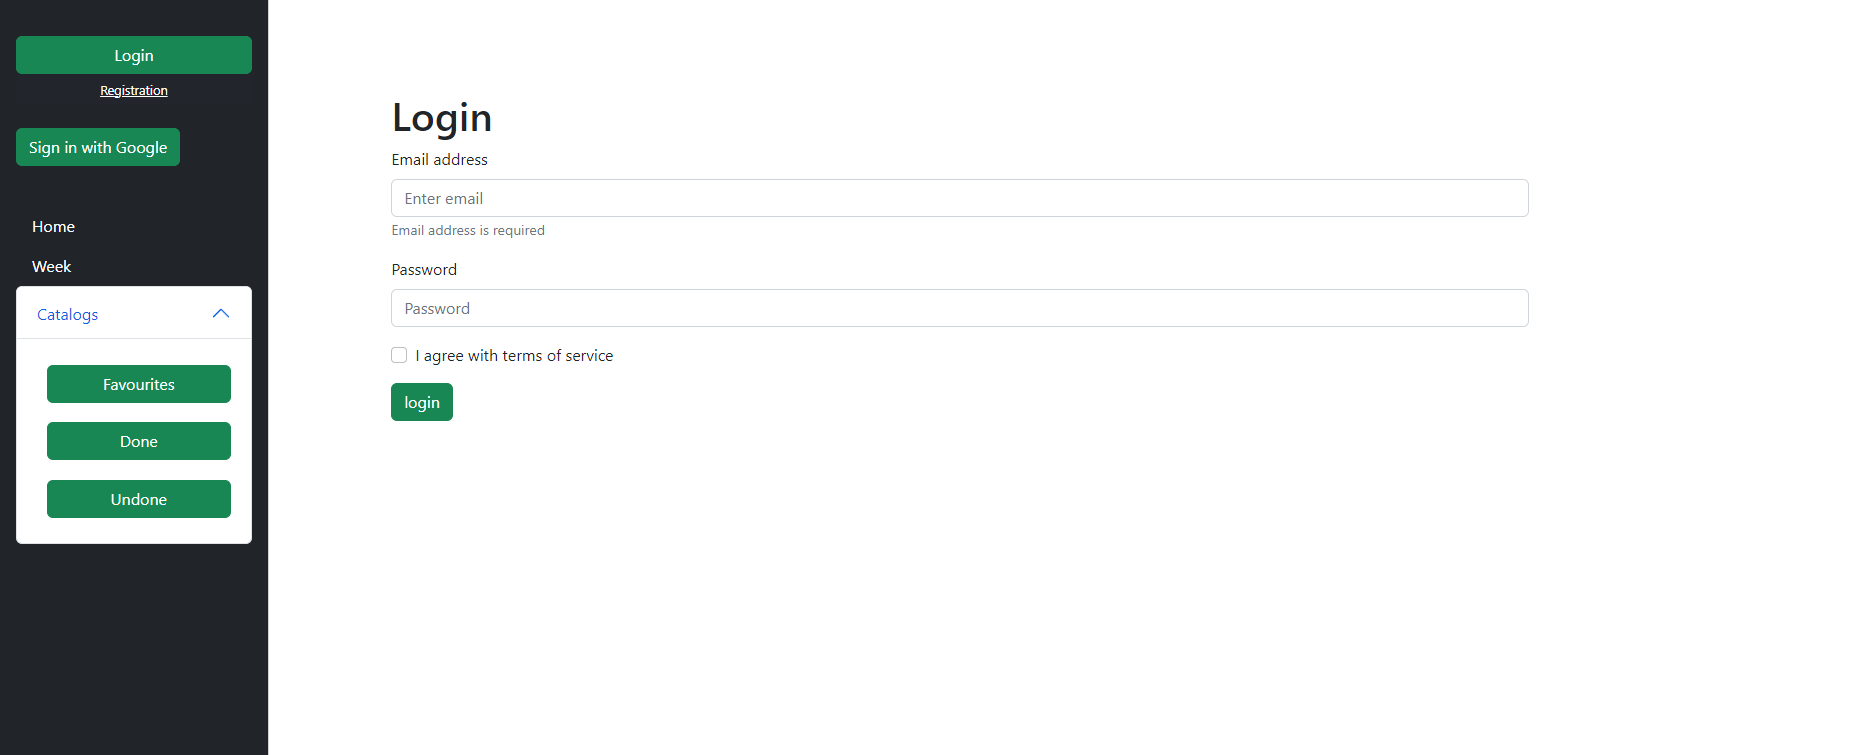 Login
Registration
Sign in with Google
Home
Week
Catalogs
Favourites
Done
Undone
Login
Email address
Enter email
Email address is required
Password
Password
I agree with terms of service
login